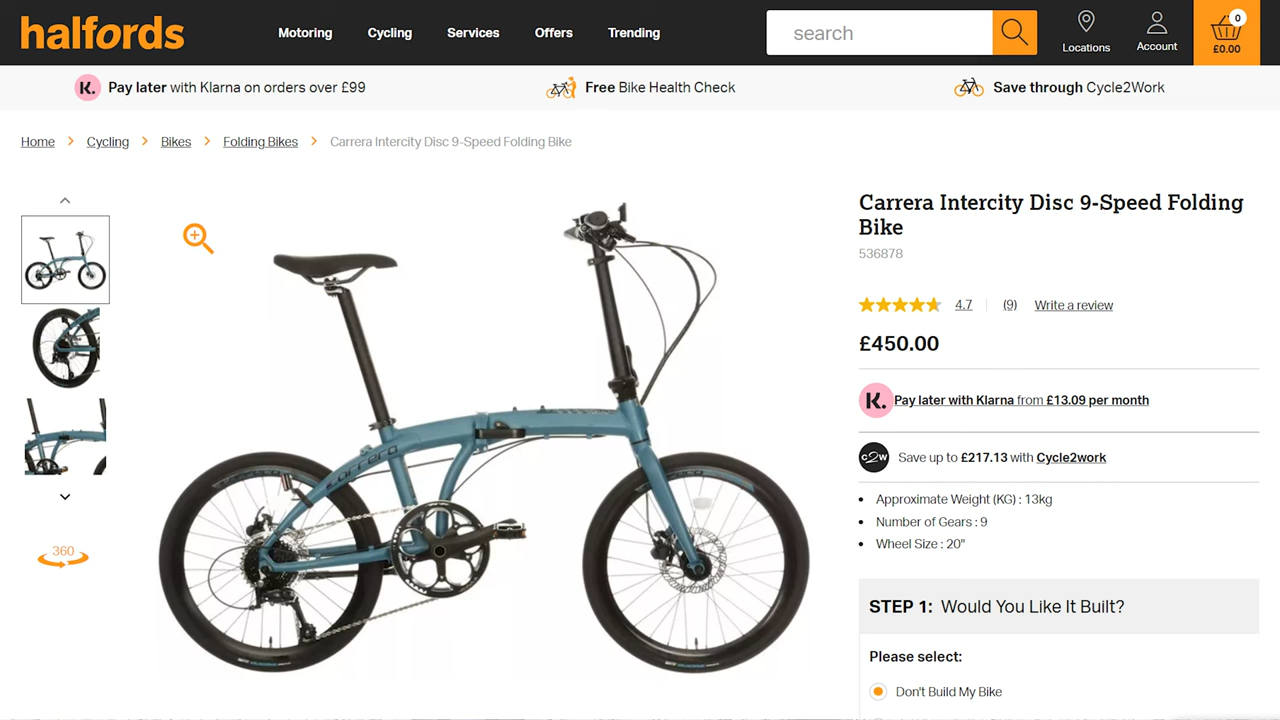 halfords
Motoring Cycling Services Offers Trending
search
Locations
Account
0
£0.00
K. Pay later with Klarna on orders over £99
Free Bike Health Check
Save through Cycle2Work
Home > Cycling > Bikes > Folding Bikes > Carrera Intercity Disc 9-Speed Folding Bike
360
carrera
Carrera Intercity Disc 9-Speed Folding
Bike
536878
4.7 (9) Write a review
£450.00
K. Pay later with Klarna from £13.09 per month
c2w Save up to £217.13 with Cycle2work
• Approximate Weight (KG) : 13kg
• Number of Gears : 9
• Wheel Size : 20"
STEP 1: Would You Like It Built?
Please select:
Don't Build My Bike